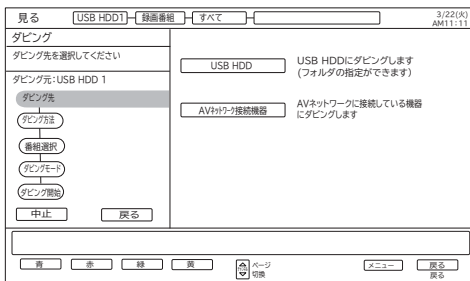 見る USB HDD1 録画番組 すべて 3/22(火)
AM11:11
ダビング
ダビング先を選択してください
ダビング元:USB HDD 1
ダビング先
ダビング方法
番組選択
ダビングモード
ダビング開始
中止 戻る
USB HDD USB HDDにダビングします
(フォルダの指定ができます)
AVネットワーク接続機器 AVネットワークに接続している機器
にダビングします
青 赤 緑 黄 ページ
切換 メニュー 戻る
戻る